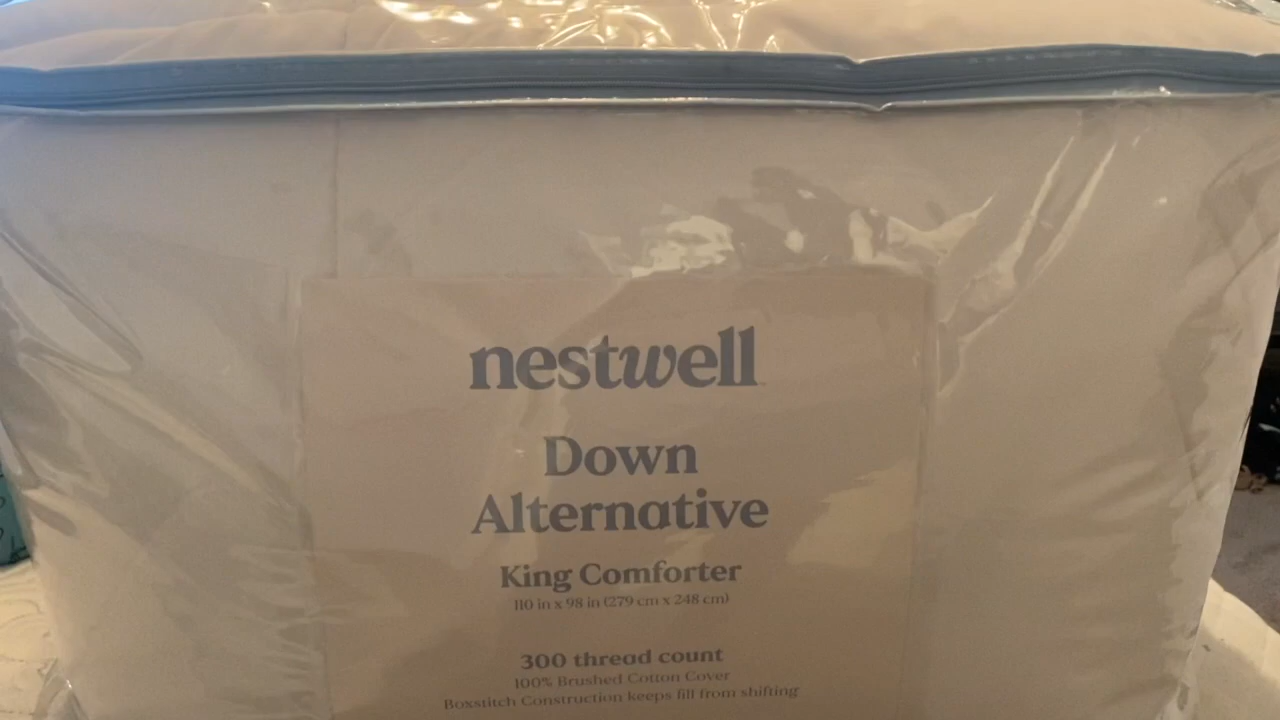 nestwell
Down
Alternative
King Comforter
110 in x 98 in (279 cm x 248 cm)
300 thread count
100% Brushed Cotton Cover
Boxstitch Construction keeps fill from shifting